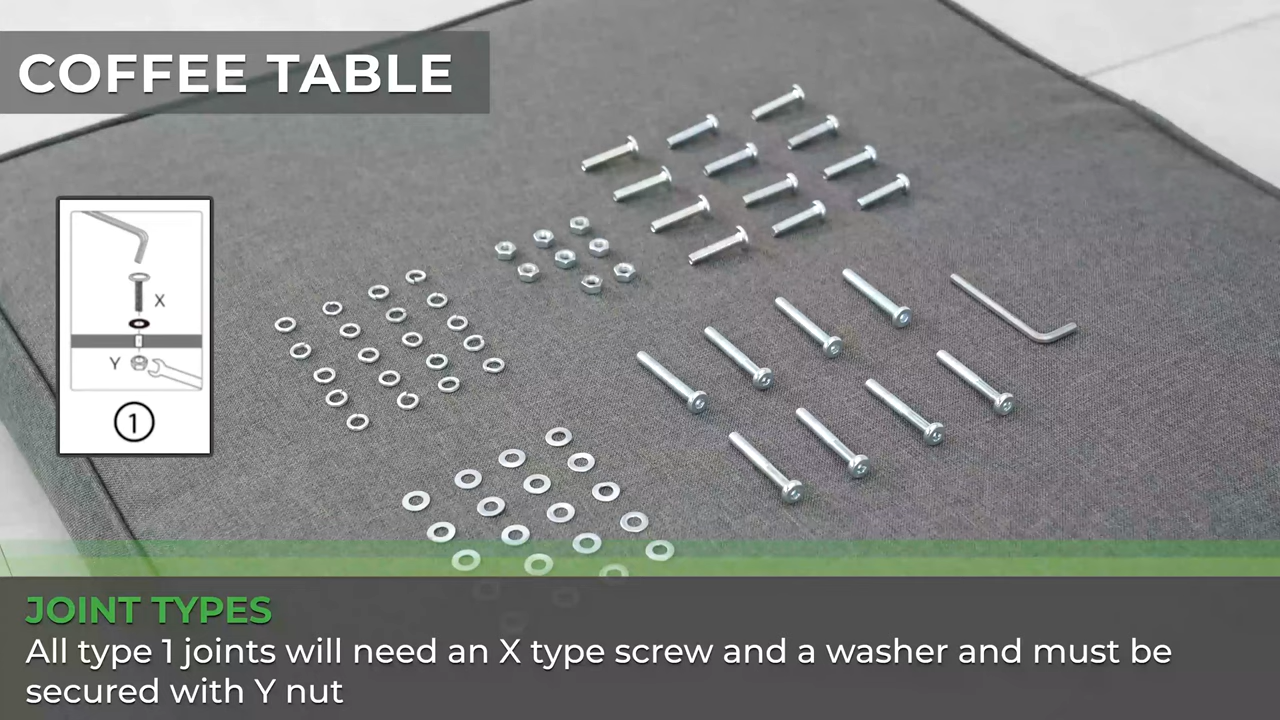 COFFEE TABLE
X
Y
1
JOINT TYPES
All type 1 joints will need an X type screw and a washer and must be
secured with Y nut